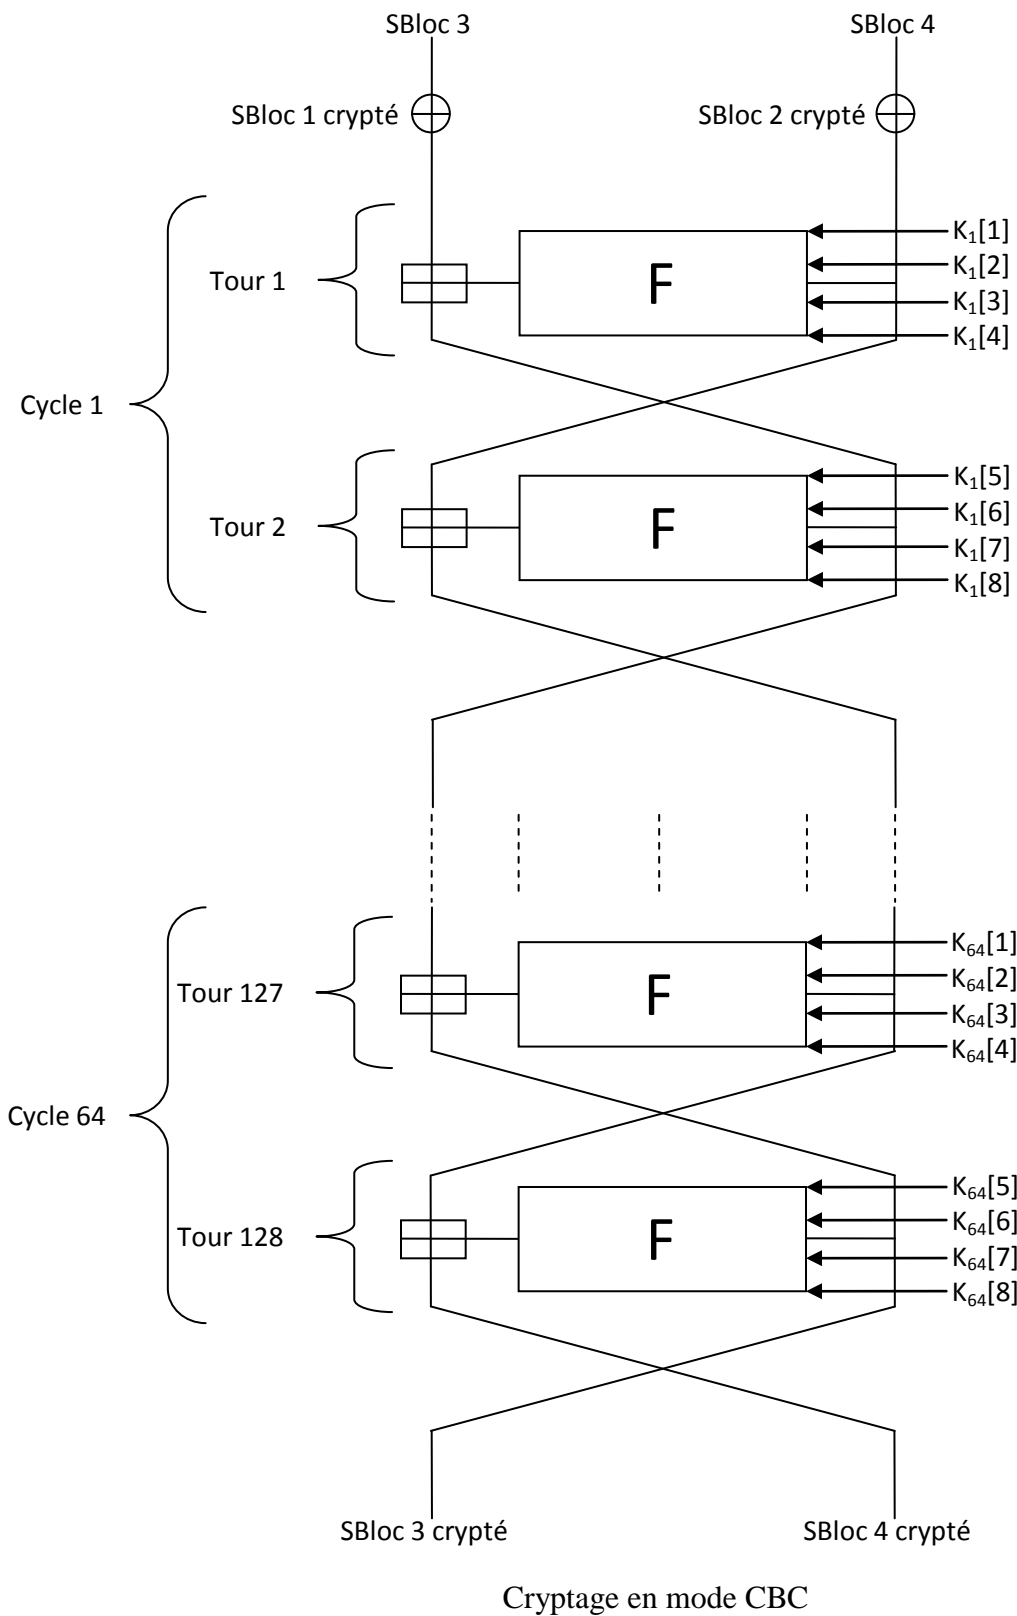 SBloc 3
SBloc 4
SBloc 1 crypté
SBloc 2 crypté
K₁[1]
K₁[2]
Tour 1
F
K₁[3]
K₁[4]
Cycle 1
K₁[5]
K₁[6]
Tour 2
F
K₁[7]
K₁[8]
K₆₄[1]
K₆₄[2]
Tour 127
F
K₆₄[3]
K₆₄[4]
Cycle 64
K₆₄[5]
K₆₄[6]
Tour 128
F
K₆₄[7]
K₆₄[8]
SBloc 3 crypté
SBloc 4 crypté
Cryptage en mode CBC